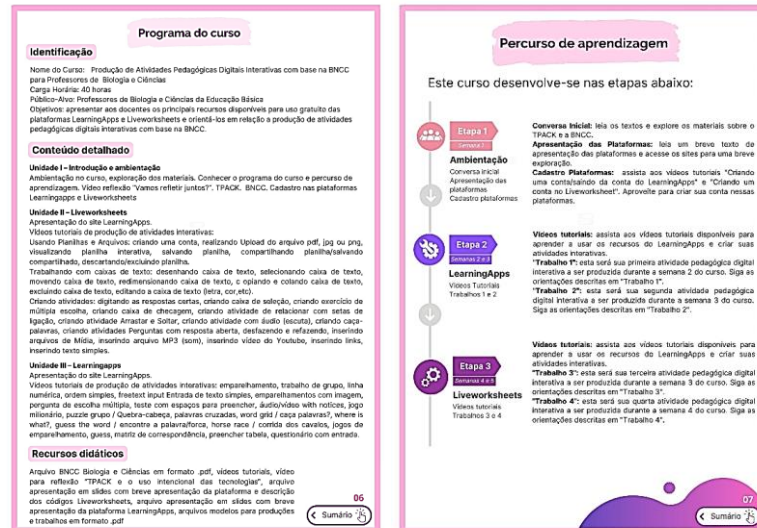 Programa do curso
Identificação
Nome do Curso: Produção de Atividades Pedagógicas Digitais Interativas com base na BNCC
para Professores de Biologia e Ciências
Carga Horária: 40 horas
Público-Alvo: Professores de Biologia e Ciências da Educação Básica
Objetivos: apresentar aos docentes os principais recursos disponíveis para uso gratuito das
plataformas LearningApps e Liveworksheets e orientá-los em relação a produção de atividades
pedagógicas digitais interativas com base na BNCC.
Conteúdo detalhado
Unidade I – Introdução e ambientação
Ambientação no curso, exploração dos materiais. Conhecer o programa do curso e percurso de
aprendizagem. Vídeo reflexão "Vamos refletir juntos?". TPACK. BNCC. Cadastro nas plataformas
Learningapps e Liveworksheets
Unidade II – Liveworksheets
Apresentação do site LearningApps.
Vídeos tutoriais de produção de atividades interativas:
Usando Planilhas e Arquivos: criando uma conta, realizando Upload do arquivo pdf, jpg ou png,
visualizando planilha interativa, salvando planilha, compartilhando planilha/salvando
compartilhado, descartando/excluindo planilha.
Trabalhando com caixas de texto: desenhando caixa de texto, selecionando caixa de texto,
movendo caixa de texto, redimensionando caixa de texto, c opiando e colando caixa de texto,
excluindo caixa de texto, editando a caixa de texto (letra, cor,etc).
Criando atividades: digitando as respostas certas, criando caixa de seleção, criando exercício de
múltipla escolha, criando caixa de checagem, criando atividade de relacionar com setas de
ligação, criando atividade Arrastar e Soltar, criando atividade com áudio (escuta), criando caça-
palavras, criando atividades Perguntas com resposta aberta, desfazendo e refazendo, inserindo
arquivos de Mídia, inserindo arquivo MP3 (som), inserindo vídeo do Youtube, inserindo links,
inserindo texto simples.
Unidade III – Learningapps
Apresentação do site LearningApps.
Vídeos tutoriais de produção de atividades interativas: emparelhamento, trabalho de grupo, linha
numérica, ordem simples, freetext input Entrada de texto simples, emparelhamentos com imagem,
pergunta de escolha múltipla, teste com espaços para preencher, áudio/vídeo with notices, jogo
milionário, puzzle grupo / Quebra-cabeça, palavras cruzadas, word grid / caça palavras?, where is
what?, guess the word / encontre a palavra/forca, horse race / corrida dos cavalos, jogos de
emparelhamento, guess, matriz de correspondência, preencher tabela, questionário com entrada.
Recursos didáticos
Arquivo BNCC Biologia e Ciências em formato .pdf, vídeos tutoriais, vídeo
para reflexão "TPACK e o uso intencional das tecnologias", arquivo
apresentação em slides com breve apresentação da plataforma e descrição
dos códigos Liveworksheets, arquivo apresentação em slides com breve
apresentação da plataforma LearningApps, arquivos modelos para produções
e trabalhos em formato .pdf
06
Sumário
Percurso de aprendizagem
Este curso desenvolve-se nas etapas abaixo:
Etapa 1
Semana 1
Ambientação
Conversa inicial
Apresentação das
plataformas
Cadastro plataformas
Conversa Inicial: leia os textos e explore os materiais sobre o
TPACK e a BNCC.
Apresentação das Plataformas: leia um breve texto de
apresentação das plataformas e acesse os sites para uma breve
exploração.
Cadastro Plataformas: assista aos vídeos tutoriais "Criando
uma conta/saindo da conta do LearningApps" e "Criando um
conta no Liveworksheet". Aproveite para criar sua conta nessas
plataformas.
Etapa 2
Semanas 2 e 3
LearningApps
Vídeos Tutoriais
Trabalhos 1 e 2
Vídeos tutoriais: assista aos vídeos tutoriais disponíveis para
aprender a usar os recursos do LearningApps e criar suas
atividades interativas.
"Trabalho 1": esta será sua primeira atividade pedagógica digital
interativa a ser produzida durante a semana 2 do curso. Siga as
orientações descritas em "Trabalho 1".
"Trabalho 2": esta será sua segunda atividade pedagógica
digital interativa a ser produzida durante a semana 3 do curso.
Siga as orientações descritas em "Trabalho 2".
Etapa 3
Semanas 4 e 5
Liveworksheets
Vídeos tutoriais
Trabalhos 3 e 4
Vídeos tutoriais: assista aos vídeos tutoriais disponíveis para
aprender a usar os recursos do LearningApps e criar suas
atividades interativas.
"Trabalho 3": esta será sua terceira atividade pedagógica digital
interativa a ser produzida durante a semana 3 do curso. Siga as
orientações descritas em "Trabalho 3".
"Trabalho 4": esta será sua quarta atividade pedagógica digital
interativa a ser produzida durante a semana 4 do curso. Siga as
orientações descritas em "Trabalho 4".
07
Sumário